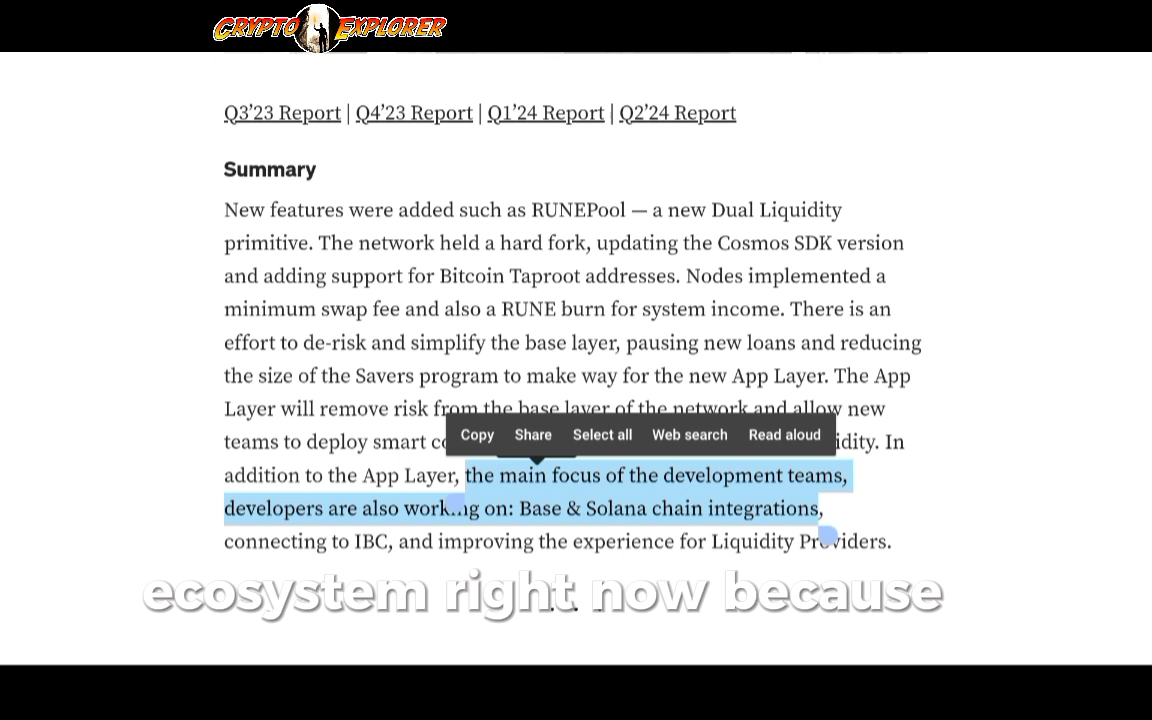 CRYPTO EXPLORER
Q3’23 Report | Q4’23 Report | Q1’24 Report | Q2’24 Report
Summary
New features were added such as RUNEPool — a new Dual Liquidity
primitive. The network held a hard fork, updating the Cosmos SDK version
and adding support for Bitcoin Taproot addresses. Nodes implemented a
minimum swap fee and also a RUNE burn for system income. There is an
effort to de-risk and simplify the base layer, pausing new loans and reducing
the size of the Savers program to make way for the new App Layer. The App
Layer will remove risk from the base layer of the network and allow new
Copy Share Select all Web search Read aloud
teams to deploy smart In
addition to the App Layer, the main focus of the development teams,
developers are also working on: Base & Solana chain integrations,
connecting to IBC, and improving the experience for Liquidity Providers.
ecosystem right now because